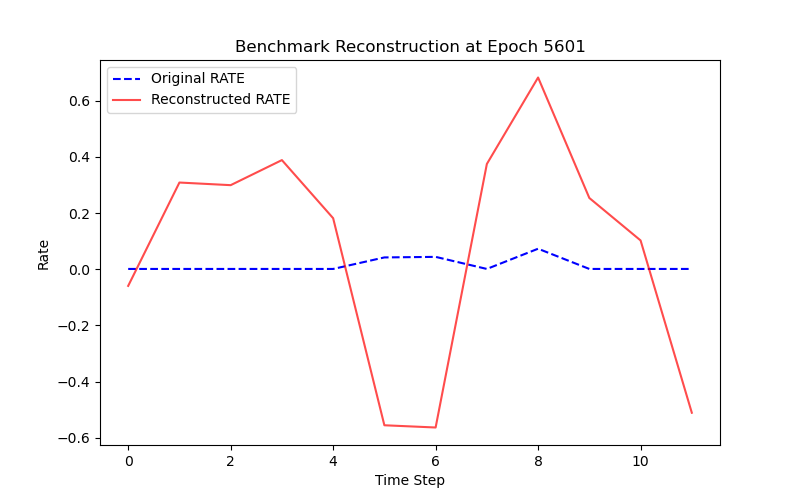 Benchmark Reconstruction at Epoch 5601
Original RATE
Reconstructed RATE
0.6
0.4
0.2
0.0
−0.2
−0.4
−0.6
Rate
0 2 4 6 8 10
Time Step